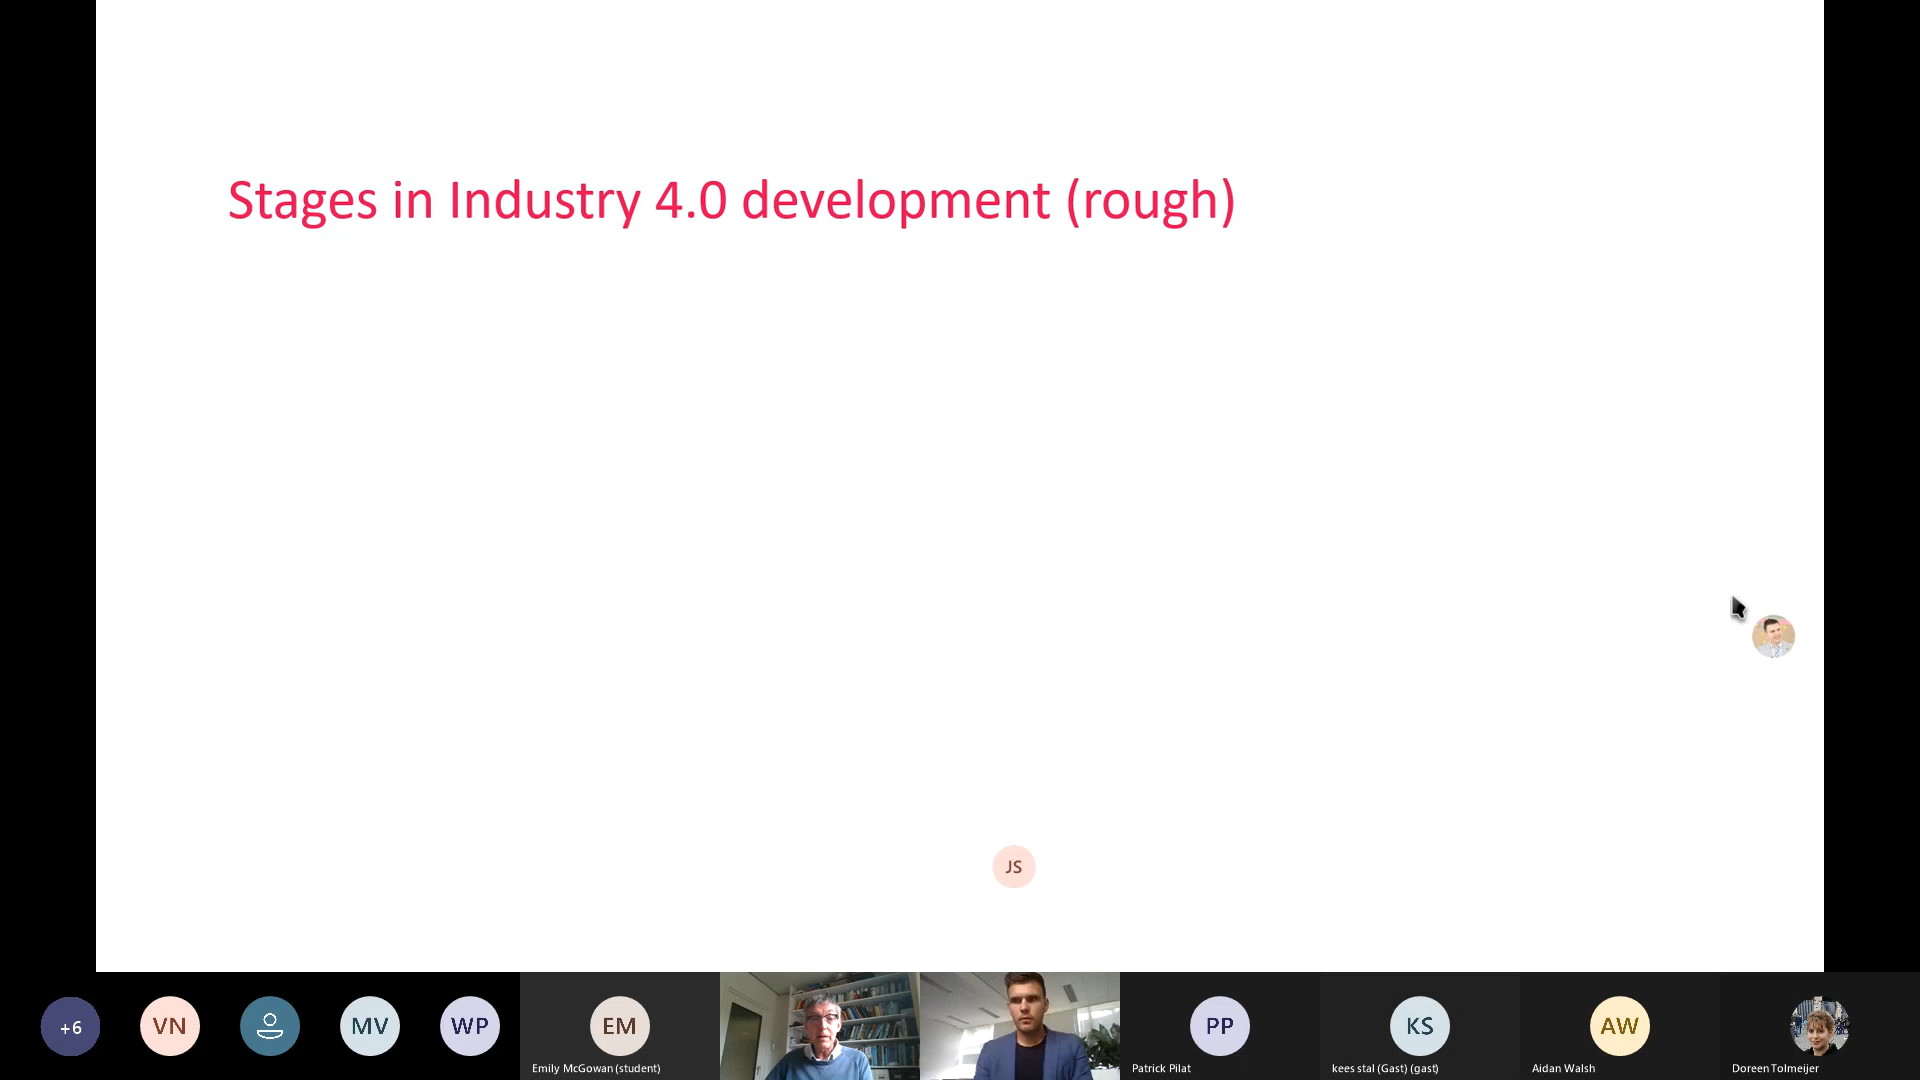 Stages in Industry 4.0 development (rough)
JS
+6
VN
MV
WP
EM
Emily McGowan (student)
PP
Patrick Pilat
KS
kees stal (Gast) (gast)
AW
Aidan Walsh
Doreen Tolmeijer